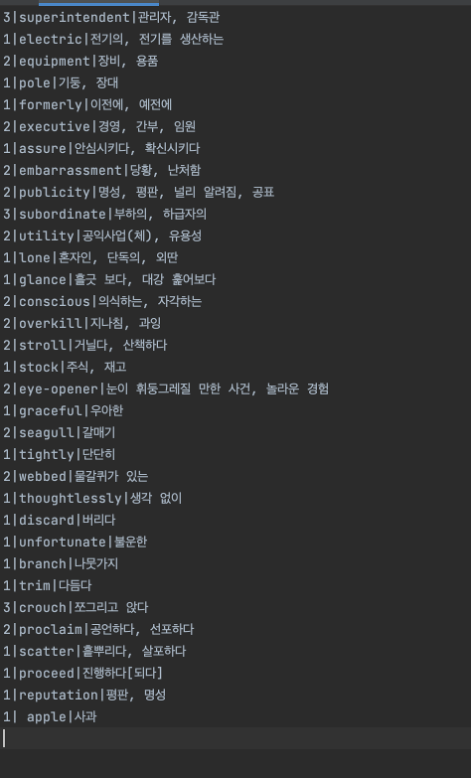 3|superintendent|관리자, 감독관
1|electric|전기의, 전기를 생산하는
2|equipment|장비, 용품
1|pole|기둥, 장대
1|formerly|이전에, 예전에
2|executive|경영, 간부, 임원
1|assure|안심시키다, 확신시키다
2|embarrassment|당황, 난처함
2|publicity|명성, 평판, 널리 알려짐, 공표
3|subordinate|부하의, 하급자의
2|utility|공익사업(체), 유용성
1|lone|혼자인, 단독의, 외딴
1|glance|흘긋 보다, 대강 훑어보다
2|conscious|의식하는, 자각하는
2|overkill|지나침, 과잉
2|stroll|거닐다, 산책하다
1|stock|주식, 재고
2|eye-opener|눈이 휘둥그레질 만한 사건, 놀라운 경험
1|graceful|우아한
2|seagull|갈매기
1|tightly|단단히
2|webbed|물갈퀴가 있는
1|thoughtlessly|생각 없이
1|discard|버리다
1|unfortunate|불운한
1|branch|나뭇가지
1|trim|다듬다
3|crouch|쪼그리고 앉다
2|proclaim|공언하다, 선포하다
1|scatter|흩뿌리다, 살포하다
1|proceed|진행하다[되다]
1|reputation|평판, 명성
1| apple|사과